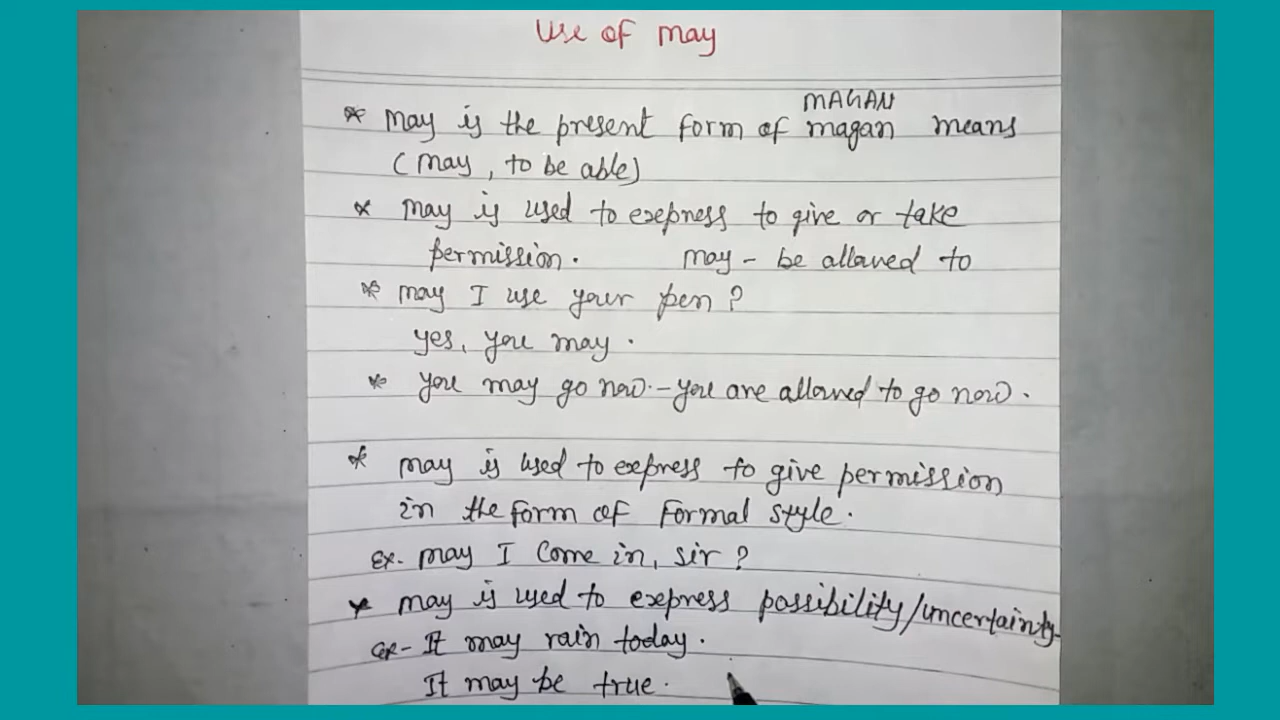 Use of may
MAGAN
* May is the present form of magan means
(may, to be able)
* May is used to exepress to give or take
permission. may - be allowed to
* May I use your pen?
yes, you may.
* you may go now. - you are allowed to go now.
* may is used to express to give permission
in the form of Formal style.
Ex- may I come in, sir?
* may is used to exepress possibility/uncertainty-
Ex- It may rain today.
It may be true.